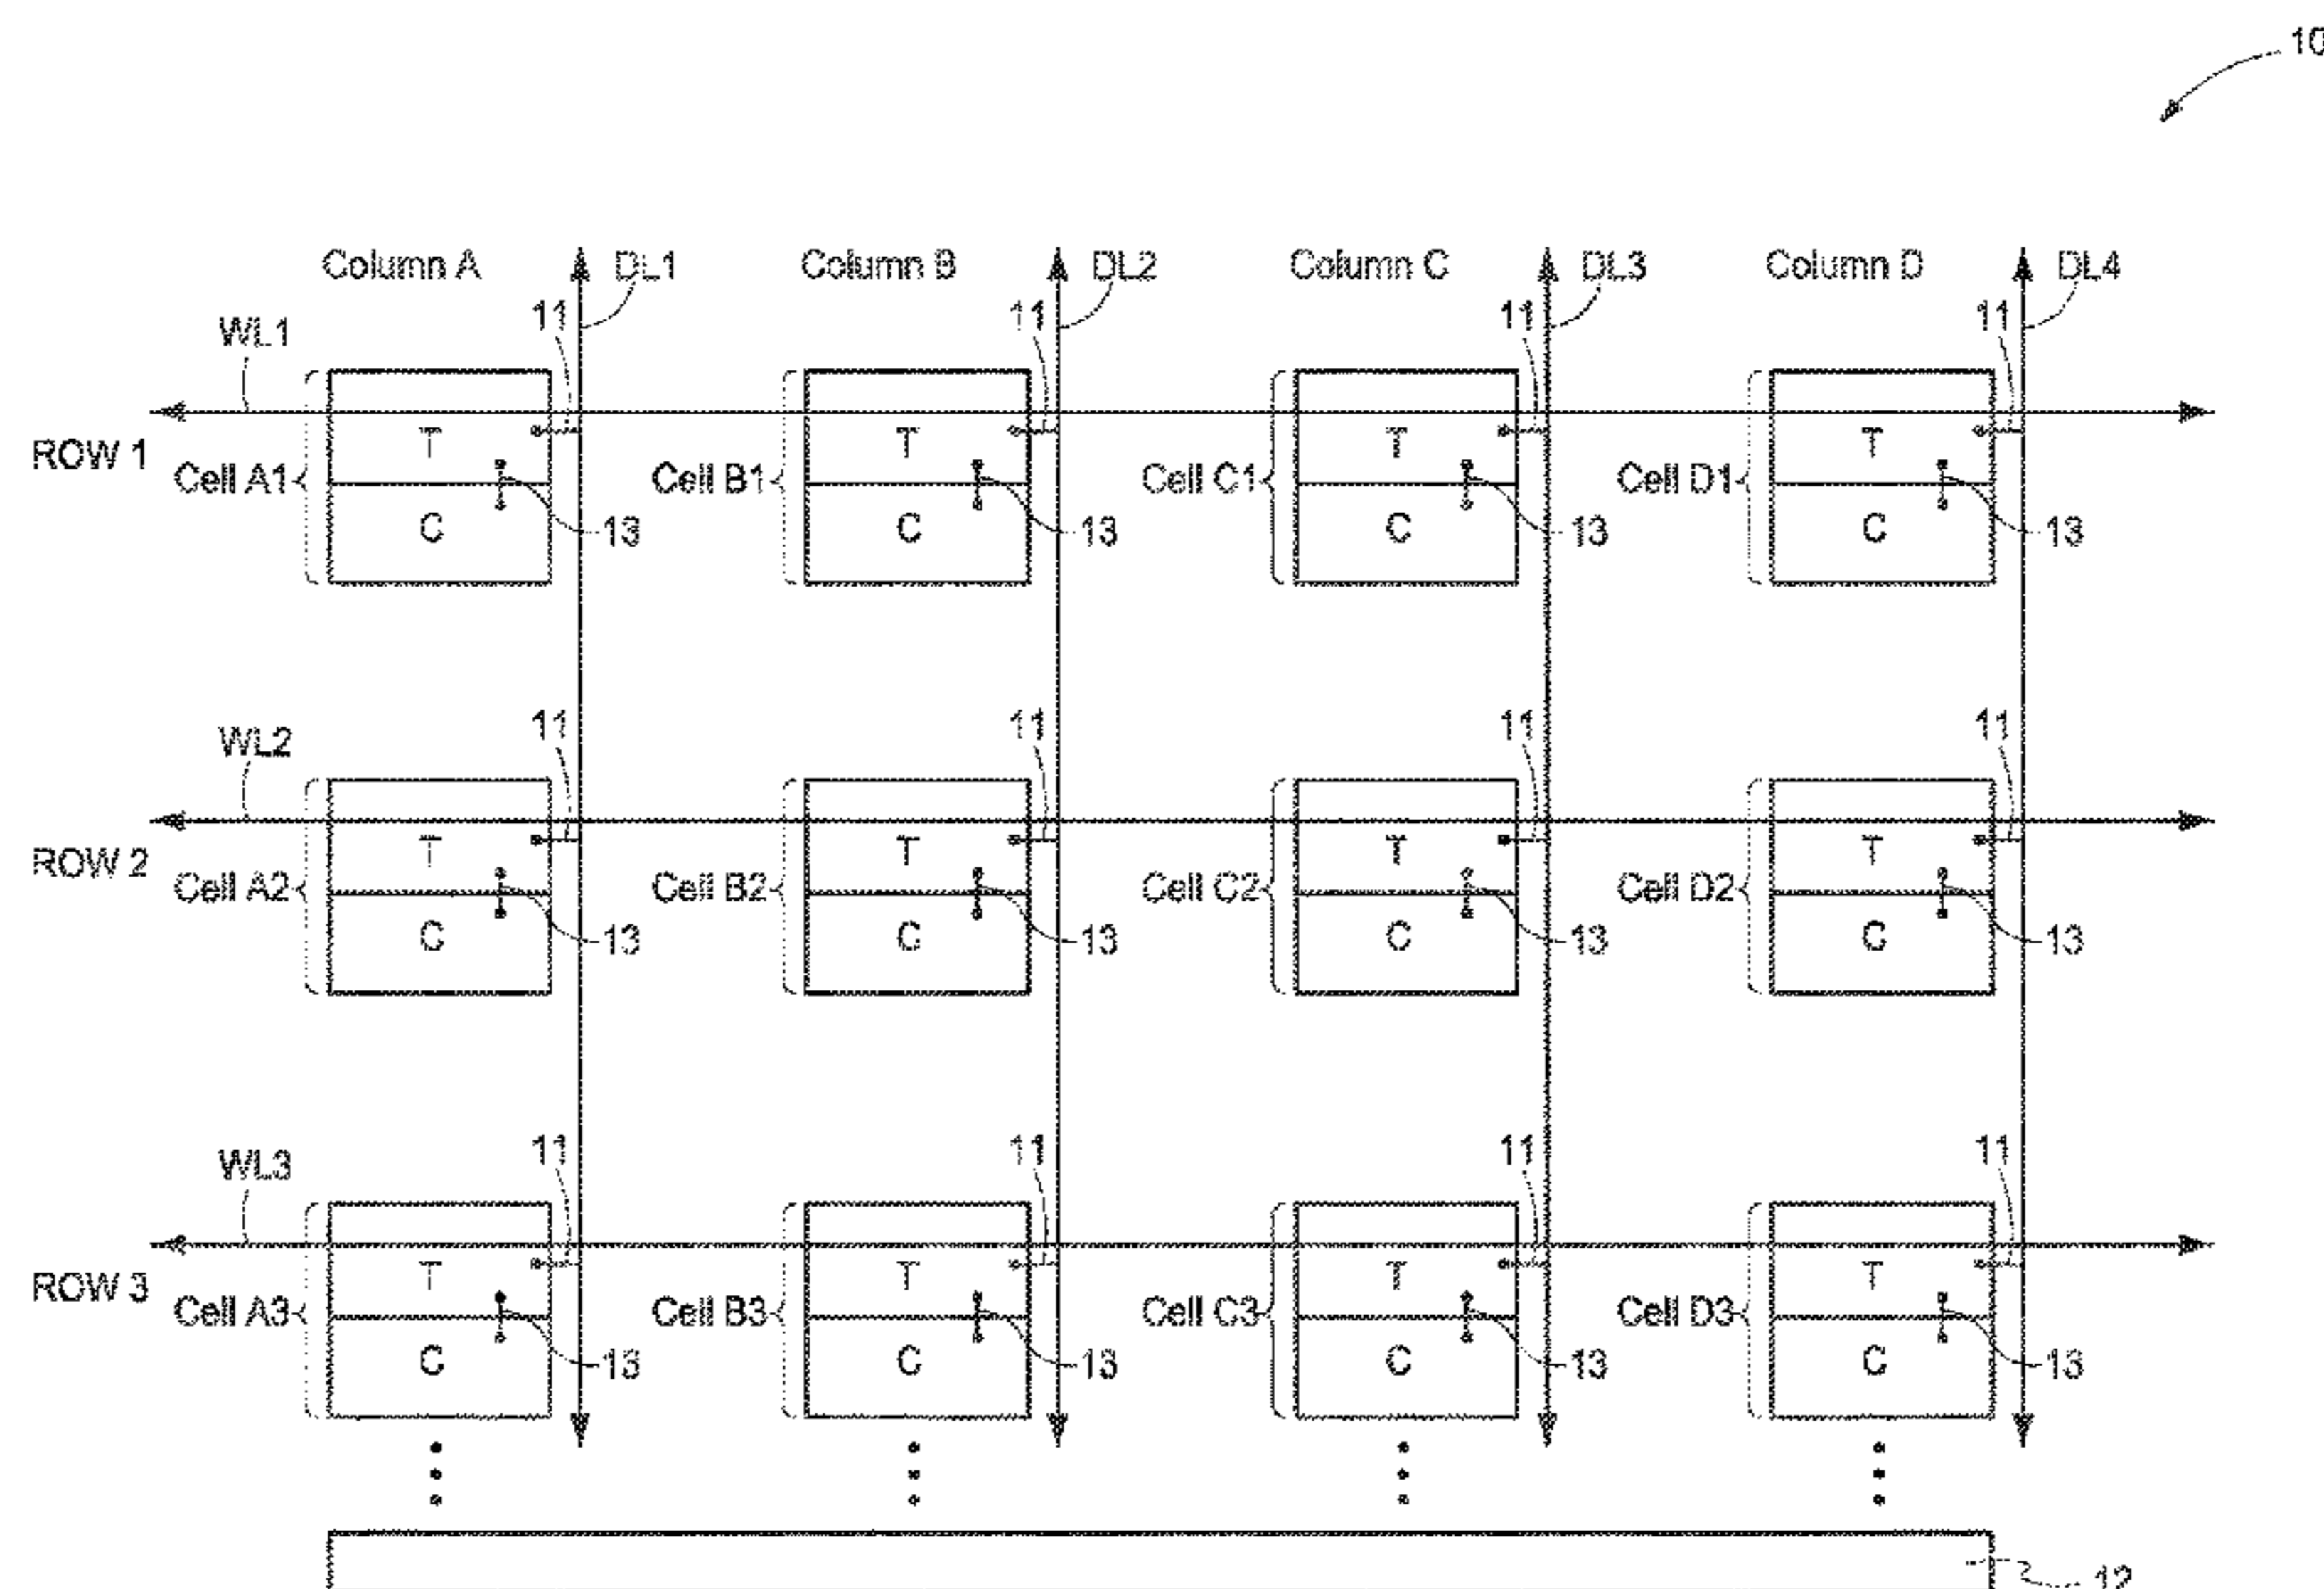 10
Column A DL1 Column B DL2 Column C DL3 Column D DL4
WL1 11 11 11 11
ROW 1 Cell A1 T Cell B1 T Cell C1 T Cell D1 T
C 13 C 13 C 13 C 13
WL2 11 11 11 11
ROW 2 Cell A2 T Cell B2 T Cell C2 T Cell D2 T
C 13 C 13 C 13 C 13
WL3 11 11 11 11
ROW 3 Cell A3 T Cell B3 T Cell C3 T Cell D3 T
C 13 C 13 C 13 C 13
12